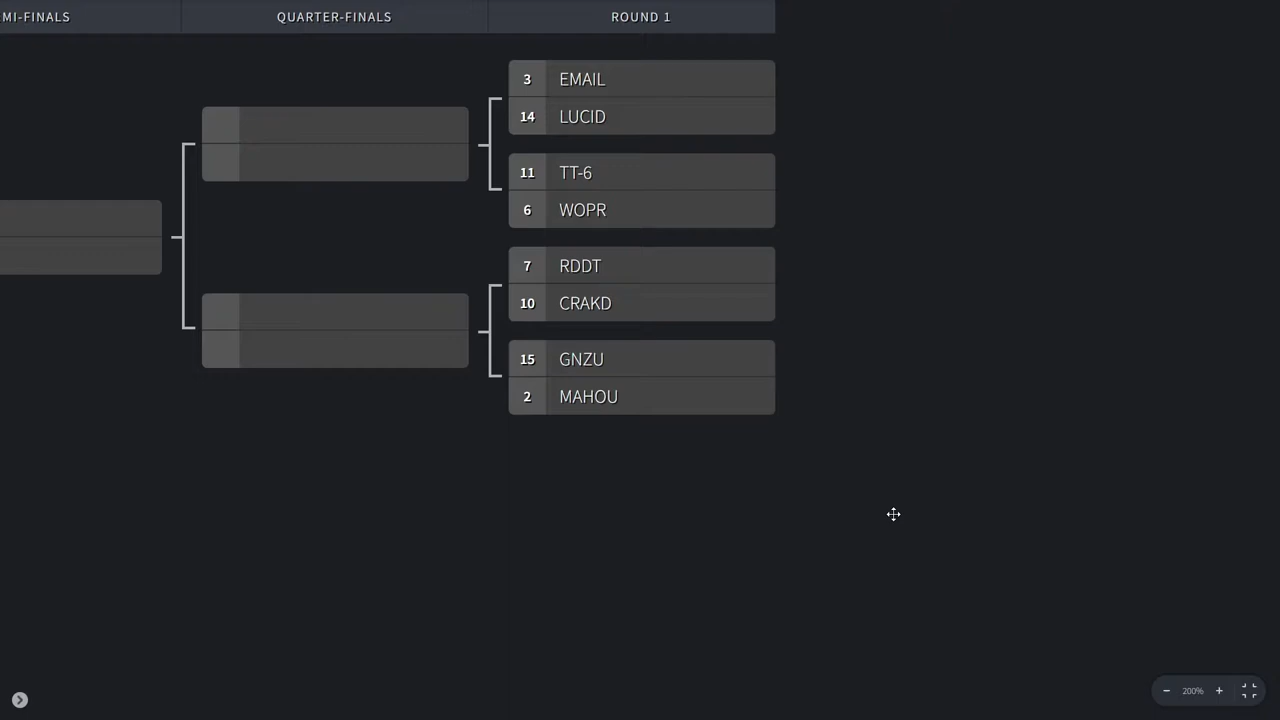 MI-FINALS
QUARTER-FINALS
ROUND 1
3 EMAIL
14 LUCID
11 TT-6
6 WOPR
7 RDDT
10 CRAKD
15 GNZU
2 MAHOU
− 200% +